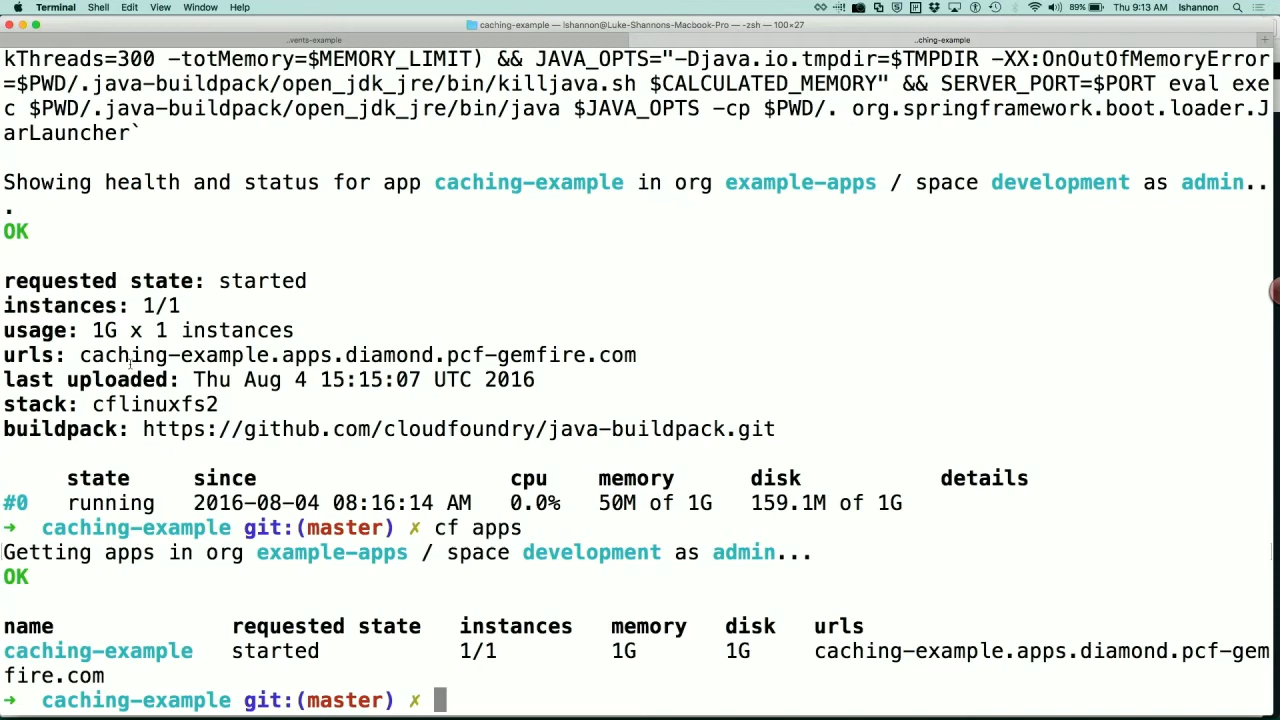 Terminal Shell Edit View Window Help 89% Thu 9:13 AM lshannon
caching-example — lshannon@Luke-Shannons-Macbook-Pro — -zsh — 100×27
..vents-example ..ching-example
kThreads=300 -totMemory=$MEMORY_LIMIT) && JAVA_OPTS="-Djava.io.tmpdir=$TMPDIR -XX:OnOutOfMemoryError
=$PWD/.java-buildpack/open_jdk_jre/bin/killjava.sh $CALCULATED_MEMORY" && SERVER_PORT=$PORT eval exe
c $PWD/.java-buildpack/open_jdk_jre/bin/java $JAVA_OPTS -cp $PWD/. org.springframework.boot.loader.J
arLauncher`
Showing health and status for app caching-example in org example-apps / space development as admin..
.
OK
requested state: started
instances: 1/1
usage: 1G x 1 instances
urls: caching-example.apps.diamond.pcf-gemfire.com
last uploaded: Thu Aug 4 15:15:07 UTC 2016
stack: cflinuxfs2
buildpack: https://github.com/cloudfoundry/java-buildpack.git
state since cpu memory disk details
#0 running 2016-08-04 08:16:14 AM 0.0% 50M of 1G 159.1M of 1G
➜ caching-example git:(master) ✗ cf apps
Getting apps in org example-apps / space development as admin...
OK
name requested state instances memory disk urls
caching-example started 1/1 1G 1G caching-example.apps.diamond.pcf-gem
fire.com
➜ caching-example git:(master) ✗